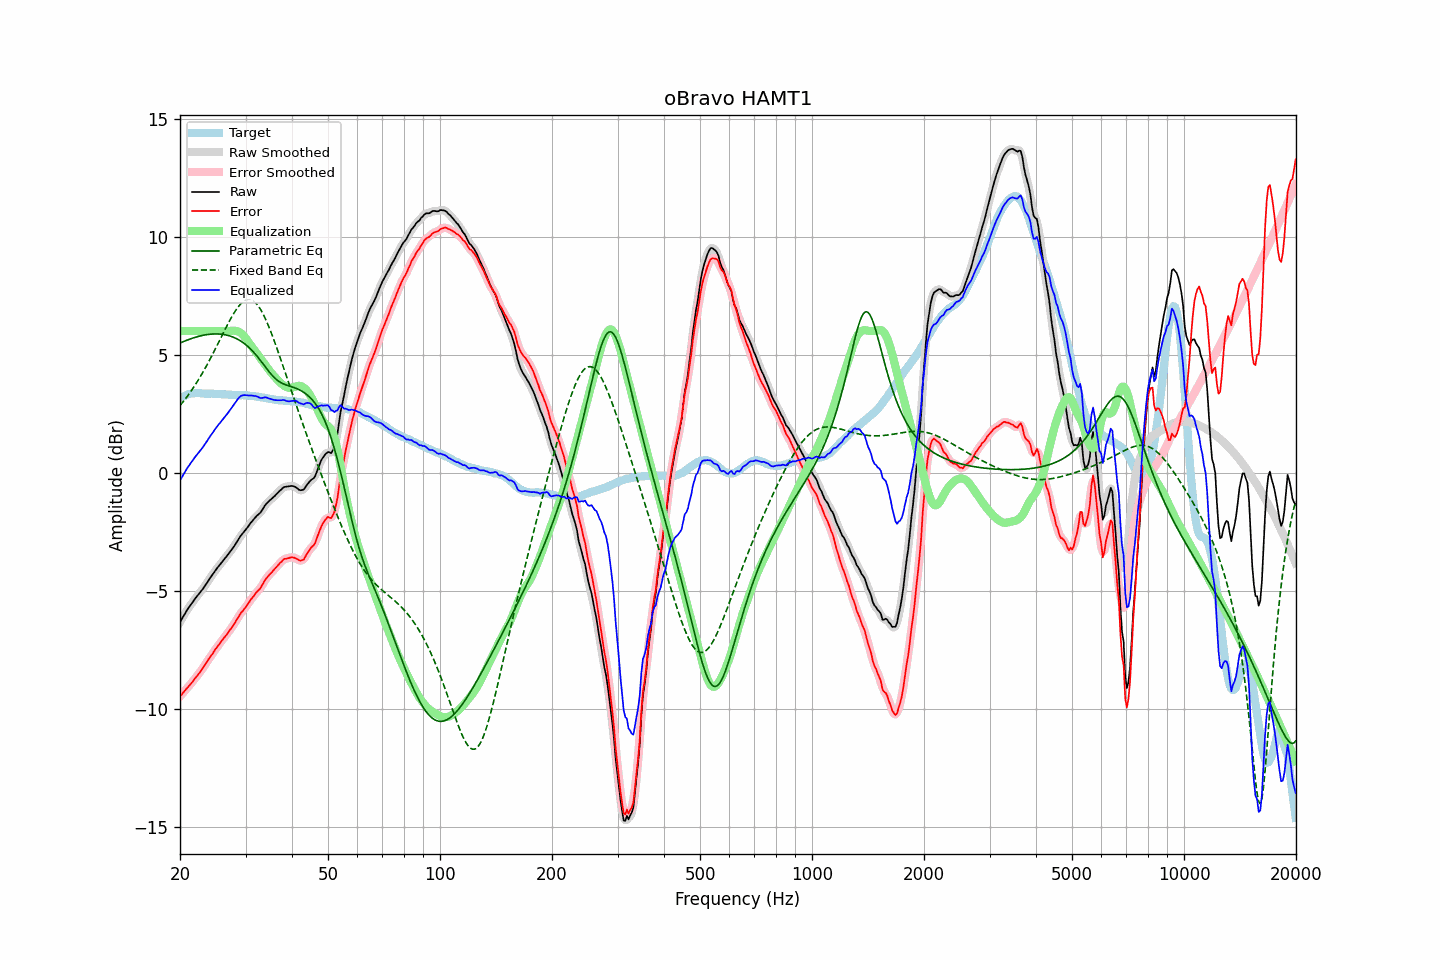 oBravo HAMT1
Target
Raw Smoothed
Error Smoothed
Raw
Error
Equalization
Parametric Eq
Fixed Band Eq
Equalized
Amplitude (dBr)
15
10
5
0
−5
−10
−15
20
50
100
200
500
1000
2000
5000
10000
20000
Frequency (Hz)